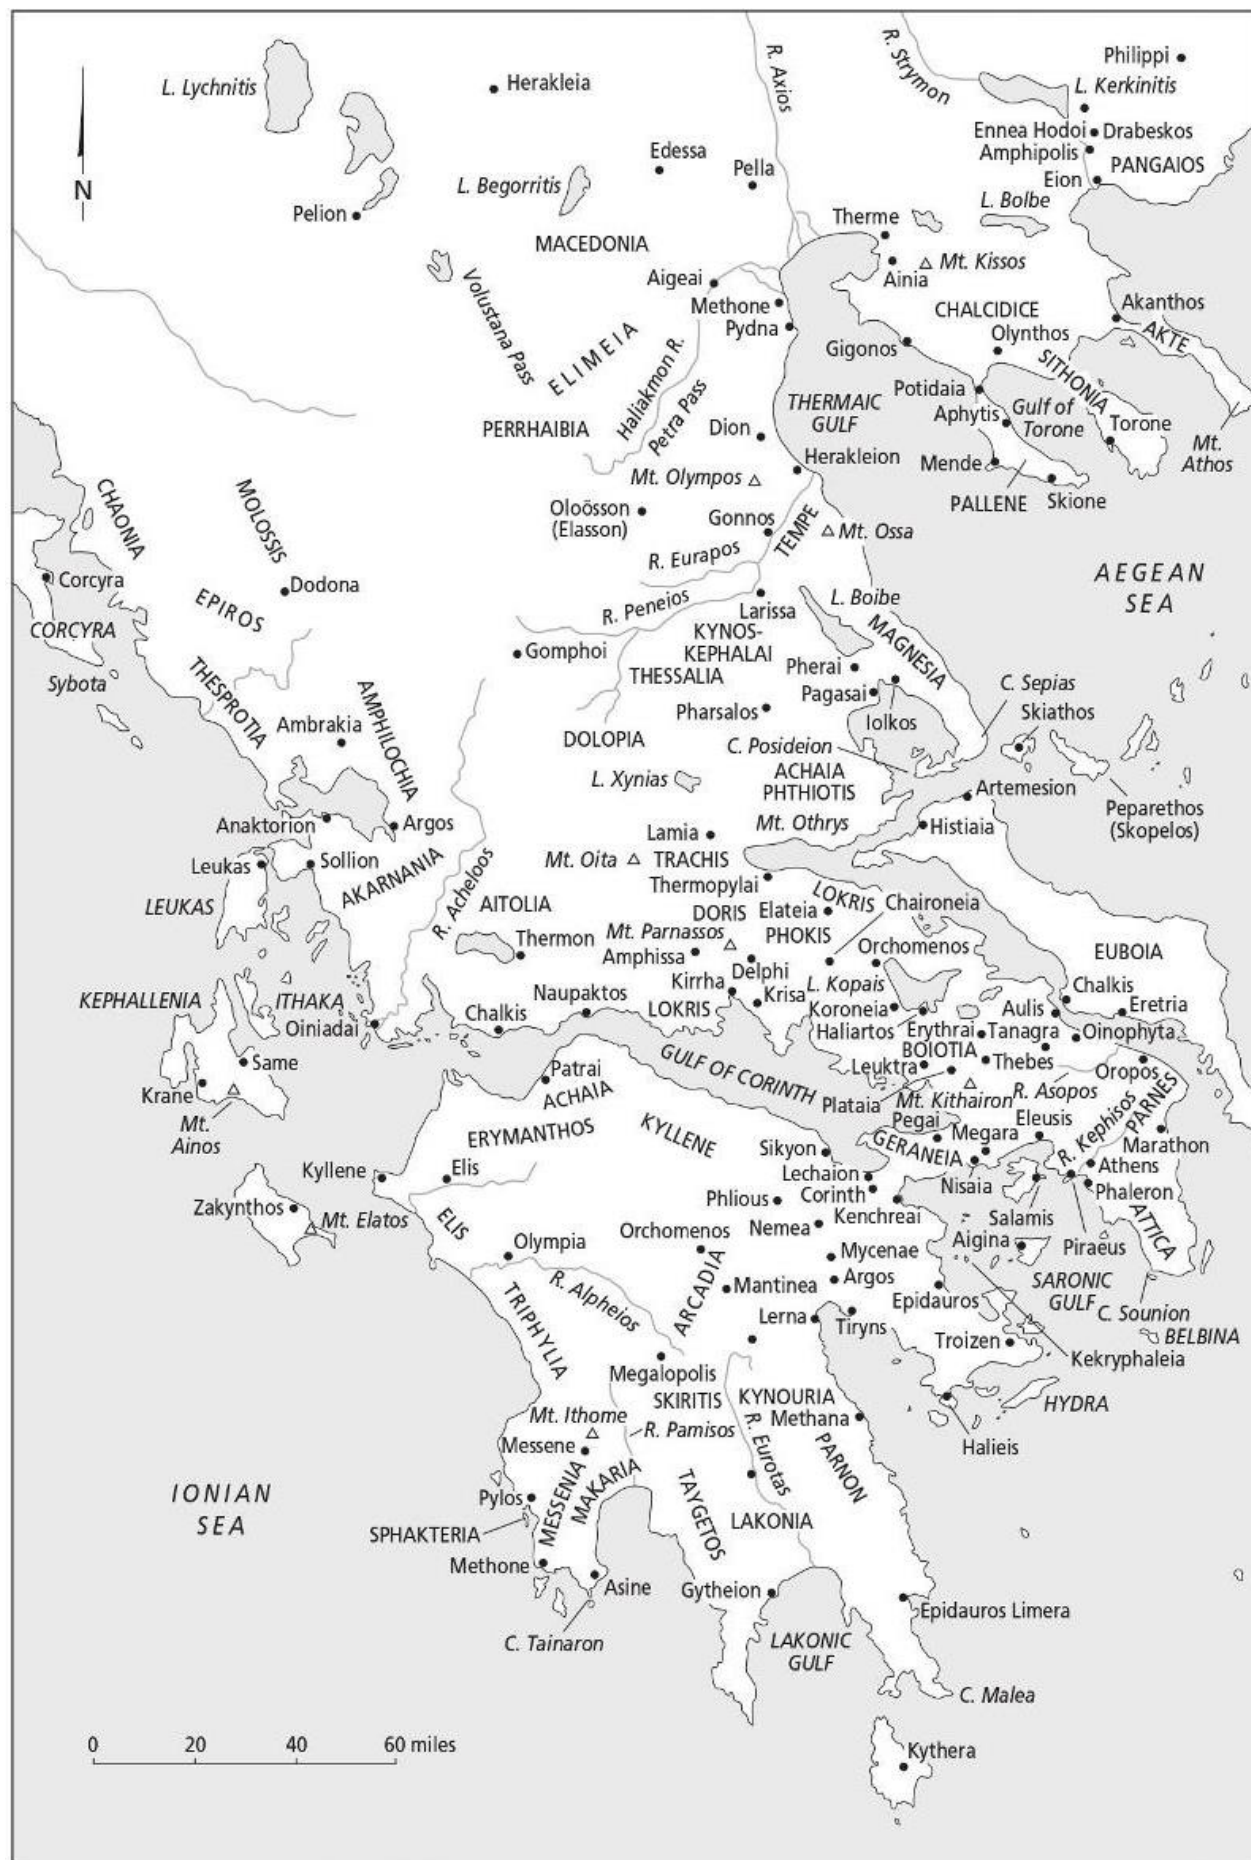 R. Axios
R. Strymon
Philippi
L. Lychnitis
Herakleia
L. Kerkinitis
Ennea Hodoi
Drabeskos
Amphipolis
PANGAIOS
Edessa
Pella
Eion
N
L. Begorritis
L. Bolbe
Pelion
Therme
MACEDONIA
Mt. Kissos
Ainia
Aigeai
Volustana Pass
Methone
CHALCIDICE
Akanthos
Pydna
Olynthos
AKTE
Gigonos
ELIMEIA
Haliakmon R.
SITHONIA
Petra Pass
Potidaia
THERMAIC
GULF
Aphytis
Gulf of
Torone
Torone
PERRHAIBIA
Dion
Mt.
Athos
Herakleion
Mende
Mt. Olympos
PALLENE
Skione
CHAONIA
MOLOSSIS
Oloösson
(Elasson)
Gonnos
TEMPE
Mt. Ossa
R. Eurapos
AEGEAN
SEA
Corcyra
Dodona
EPIROS
R. Peneios
Larissa
L. Boibe
CORCYRA
KYNOS-
KEPHALAI
MAGNESIA
Gomphoi
Sybota
THESPROTIA
THESSALIA
Pherai
C. Sepias
Pagasai
Skiathos
AMPHILOCHIA
Pharsalos
Iolkos
Ambrakia
DOLOPIA
C. Posideion
L. Xynias
ACHAIA
PHTHIOTIS
Artemesion
Peparethos
(Skopelos)
Anaktorion
Argos
Mt. Othrys
Histiaia
Lamia
Leukas
Sollion
Mt. Oita
TRACHIS
AKARNANIA
Thermopylai
R. Acheloos
LEUKAS
AITOLIA
LOKRIS
Chaironeia
DORIS
Elateia
Mt. Parnassos
PHOKIS
Thermon
Orchomenos
EUBOIA
Amphissa
Delphi
Kirrha
L. Kopais
KEPHALLENIA
ITHAKA
Naupaktos
Krisa
Chalkis
Oiniadai
Chalkis
LOKRIS
Koroneia
Aulis
Eretria
Haliartos
Erythrai
Tanagra
Oinophyta
GULF OF CORINTH
BOIOTIA
Same
Patrai
Leuktra
Thebes
Oropos
Krane
ACHAIA
Plataia
Mt. Kithairon
R. Asopos
Mt.
Ainos
Pegai
Eleusis
R. Kephisos
PARNES
ERYMANTHOS
KYLLENE
GERANEIA
Megara
Marathon
Sikyon
Kyllene
Elis
Lechaion
Athens
Nisaia
Phaleron
Zakynthos
Phlious
Corinth
Kenchreai
Salamis
ATTICA
Mt. Elatos
ELIS
Nemea
Aigina
Piraeus
Olympia
Orchomenos
Mycenae
ARCADIA
Argos
SARONIC
GULF
R. Alpheios
Mantinea
Epidauros
C. Sounion
TRIPHYLIA
Lerna
Tiryns
BELBINA
Troizen
Kekryphaleia
Megalopolis
SKIRITIS
KYNOURIA
HYDRA
Mt. Ithome
R. Pamisos
Methana
Halieis
Messene
R. Eurotas
PARNON
MESSENIA
MAKARIA
IONIAN
SEA
Pylos
TAYGETOS
LAKONIA
SPHAKTERIA
Methone
Asine
Gytheion
Epidauros Limera
C. Tainaron
LAKONIC
GULF
C. Malea
0 20 40 60 miles
Kythera